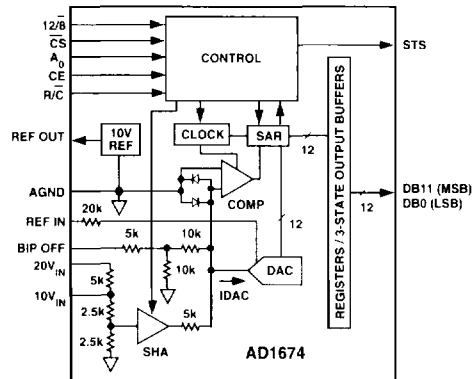 12/8̅
C̅S̅
A0
CE
R/C̅
CONTROL
STS
REF OUT
10V
REF
CLOCK
SAR
12
COMP
AGND
REF IN
20k
12
BIP OFF
5k
10k
10k
IDAC
DAC
20VIN
5k
10VIN
2.5k
2.5k
SHA
5k
REGISTERS / 3-STATE OUTPUT BUFFERS
12
DB11 (MSB)
DB0 (LSB)
AD1674